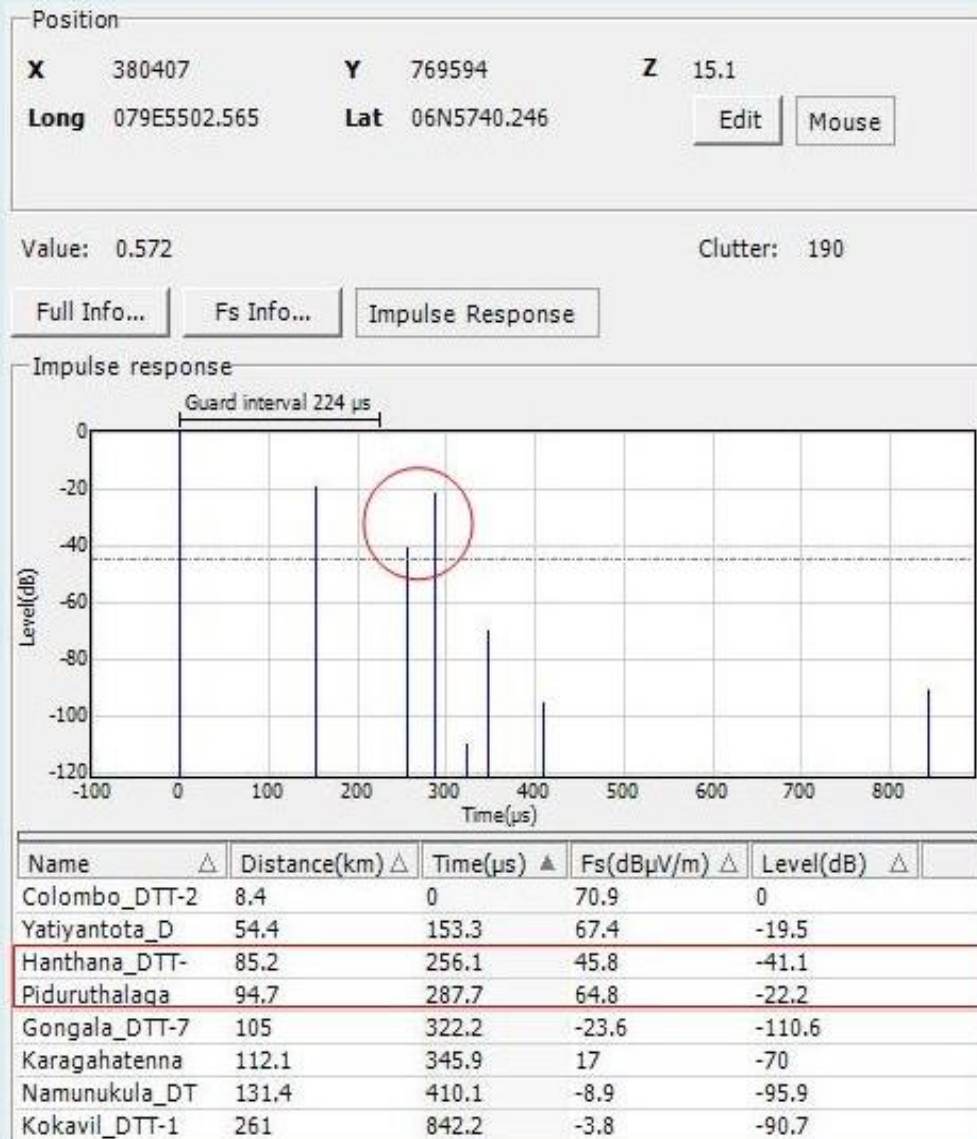 Position
X 380407 Y 769594 Z 15.1
Long 079E5502.565 Lat 06N5740.246 Edit Mouse
Value: 0.572 Clutter: 190
Full Info... Fs Info... Impulse Response
Impulse response
Guard interval 224 µs
0
-20
-40
-60
-80
-100
-120
Level(dB)
-100 0 100 200 300 400 500 600 700 800
Time(µs)
Name Distance(km) Time(µs) Fs(dBµV/m) Level(dB)
Colombo_DTT-2 8.4 0 70.9 0
Yatiyantota_D 54.4 153.3 67.4 -19.5
Hanthana_DTT- 85.2 256.1 45.8 -41.1
Piduruthalaga 94.7 287.7 64.8 -22.2
Gongala_DTT-7 105 322.2 -23.6 -110.6
Karagahatenna 112.1 345.9 17 -70
Namunukula_DT 131.4 410.1 -8.9 -95.9
Kokavil_DTT-1 261 842.2 -3.8 -90.7